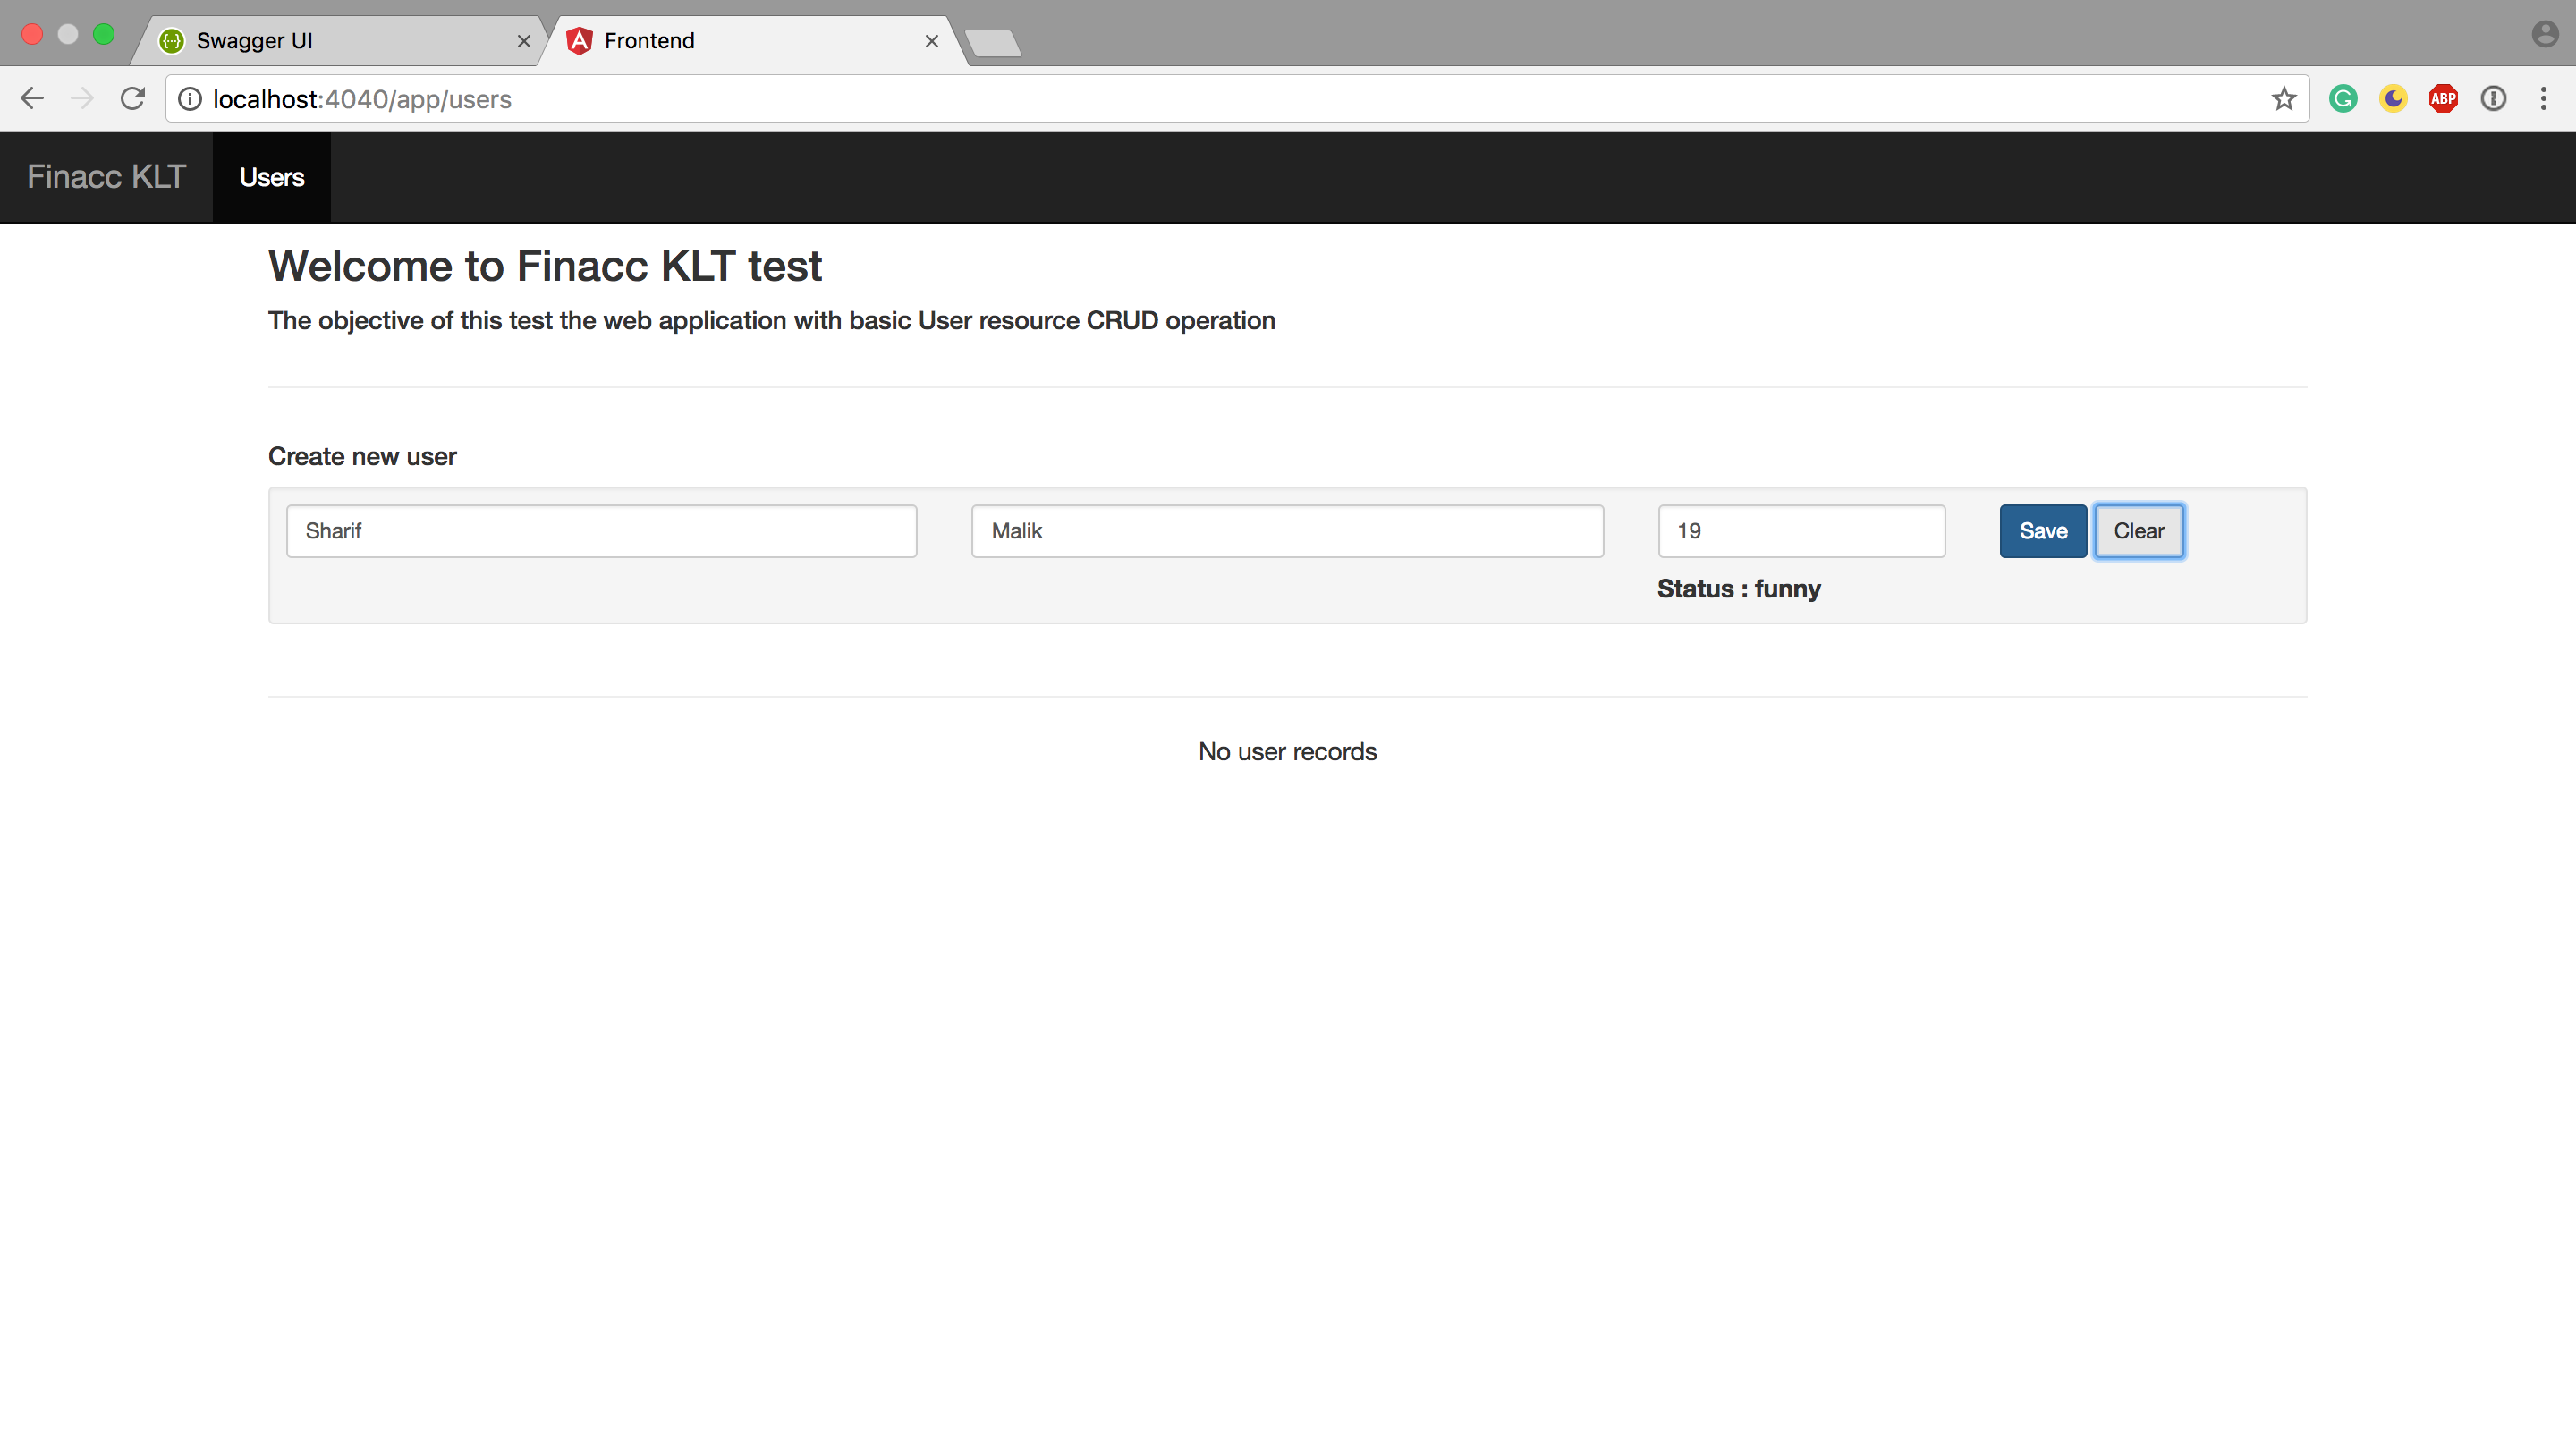 Swagger UI
Frontend
localhost:4040/app/users
ABP
Finacc KLT
Users
Welcome to Finacc KLT test
The objective of this test the web application with basic User resource CRUD operation
Create new user
Sharif
Malik
19
Save
Clear
Status : funny
No user records